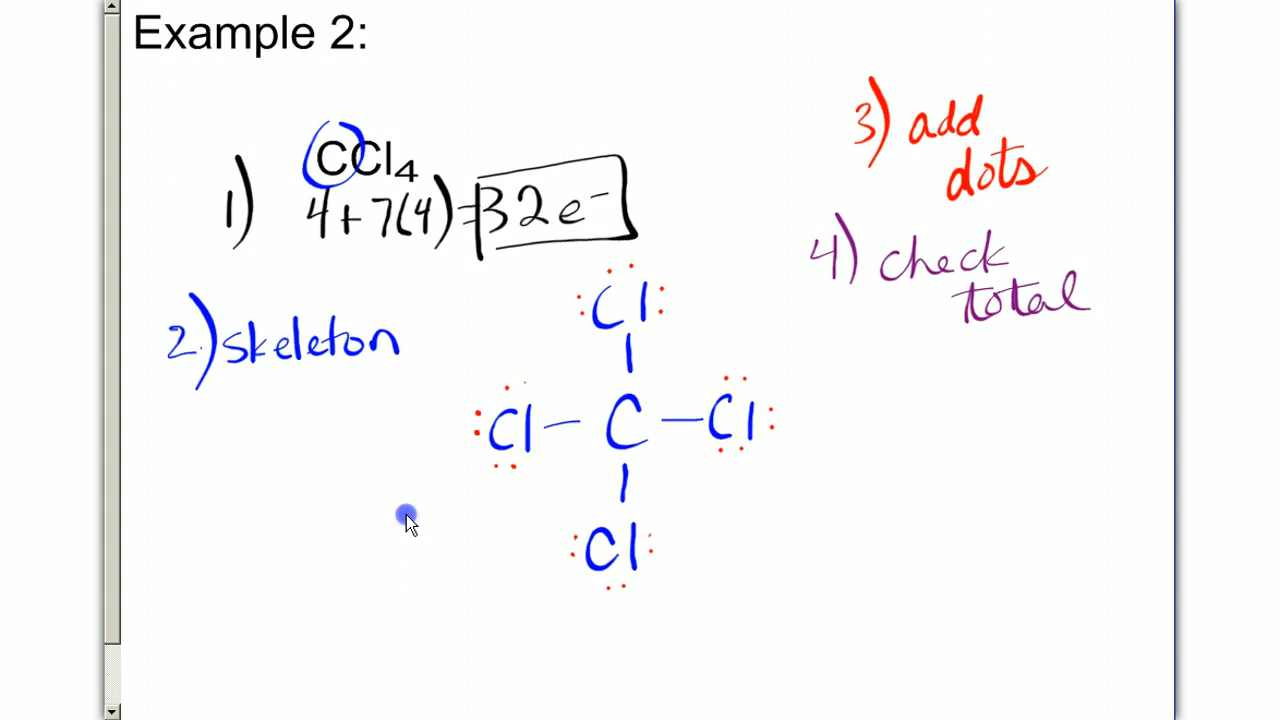 Example 2:
1) CCl₄
4+7(4)=32e⁻
3) add
dots
4) check
total
2) skeleton
Cl
Cl – C – Cl
Cl